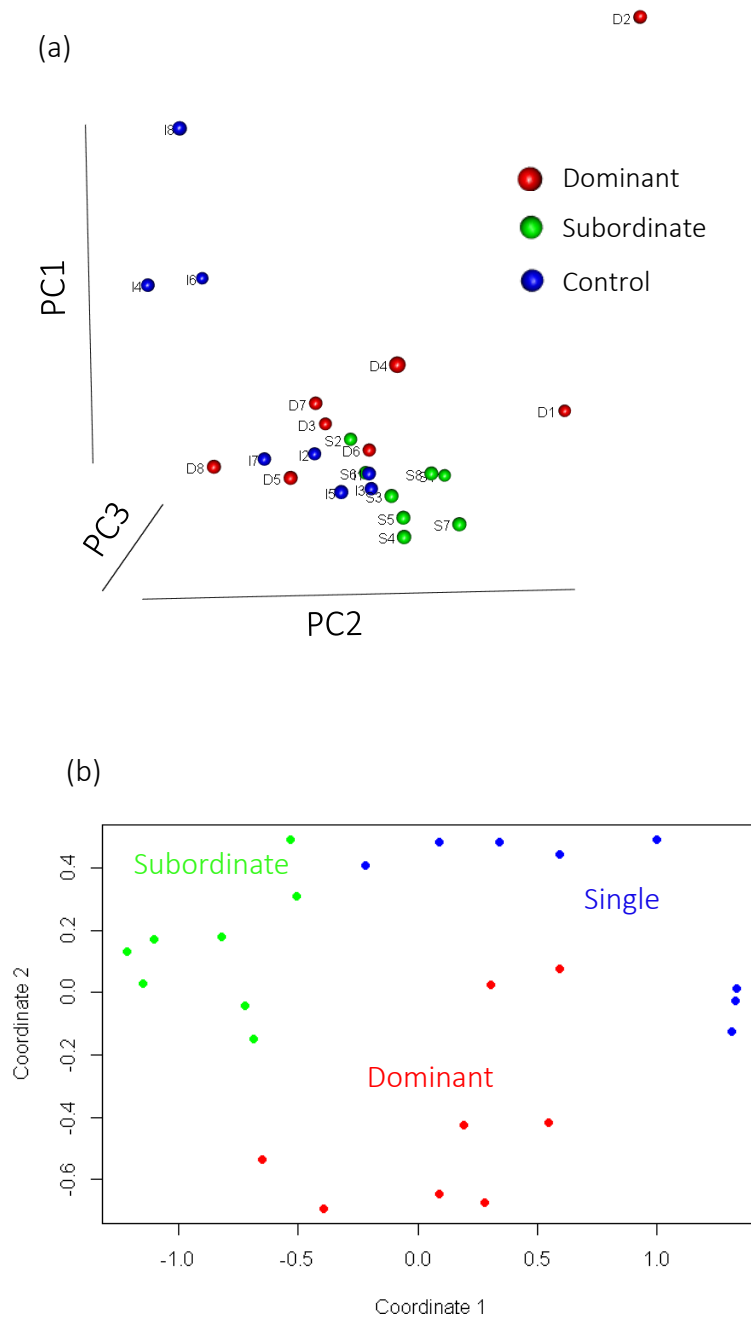 (a)
D2
I8
Dominant
Subordinate
Control
I6
I4
PC1
D4
D7
D1
D3
S2
D6
I2
I7
D8
D5
S8
I3
I5
S3
S5
S7
S4
PC3
PC2
(b)
Subordinate
Single
Dominant
0.4
0.2
0.0
-0.2
-0.4
-0.6
Coordinate 2
-1.0 -0.5 0.0 0.5 1.0
Coordinate 1